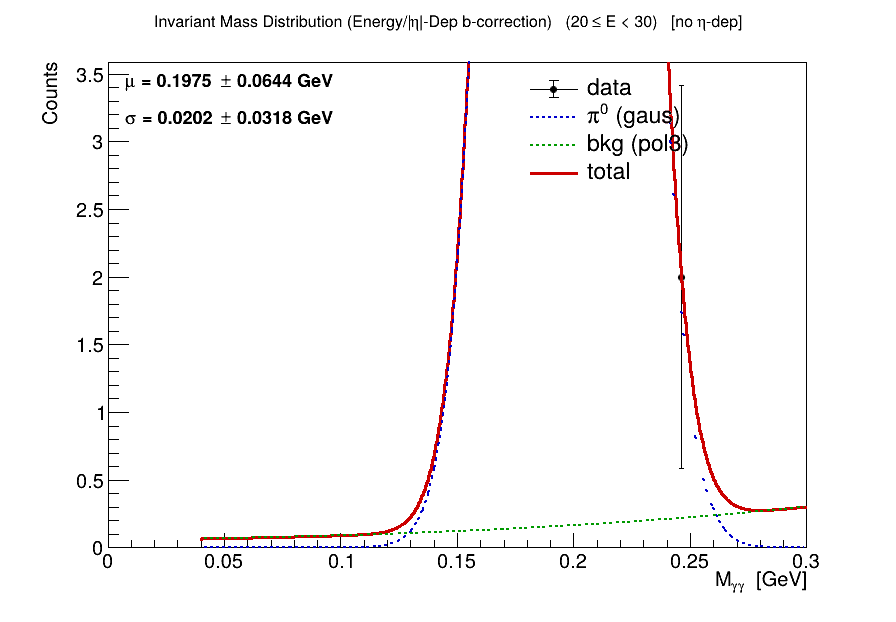 Invariant Mass Distribution (Energy/|η|-Dep b-correction) (20 ≤ E < 30) [no η-dep]
Counts
μ = 0.1975 ± 0.0644 GeV
σ = 0.0202 ± 0.0318 GeV
data
π⁰ (gaus)
bkg (pol3)
total
3.5
3
2.5
2
1.5
1
0.5
0
0 0.05 0.1 0.15 0.2 0.25 0.3
Mγγ [GeV]